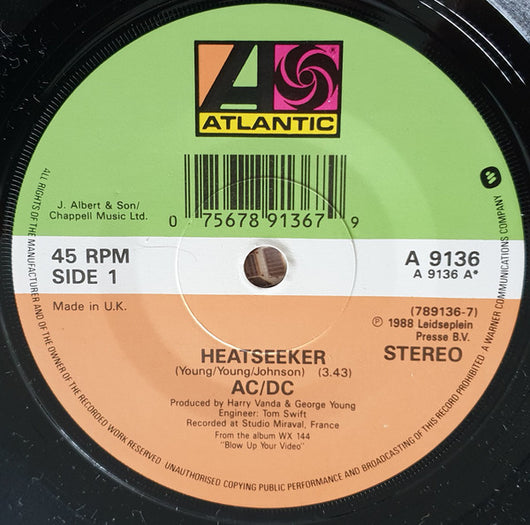 ATLANTIC
J. Albert & Son/
Chappell Music Ltd.
0 75678 91367 9
45 RPM
SIDE 1
A 9136
A 9136 A*
Made in U.K.
(789136-7)
℗ 1988 Leidseplein
Presse B.V.
STEREO
HEATSEEKER
(Young/Young/Johnson) (3.43)
AC/DC
Produced by Harry Vanda & George Young
Engineer: Tom Swift
Recorded at Studio Miraval, France
From the album WX 144
"Blow Up Your Video"
ALL RIGHTS OF THE MANUFACTURER AND OF THE OWNER OF THE RECORDED WORK RESERVED. UNAUTHORISED COPYING PUBLIC PERFORMANCE AND BROADCASTING OF THIS RECORD PROHIBITED. A WARNER COMMUNICATIONS COMPANY